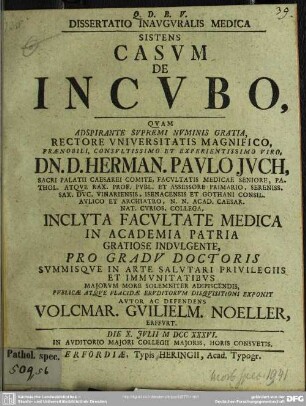 Q. D. B. V.
DISSERTATIO INAVGVRALIS MEDICA
SISTENS
CASVM
DE
INCVBO,
QVAM
ADSPIRANTE SVPREMI NVMINIS GRATIA,
RECTORE VNIVERSITATIS MAGNIFICO,
PRÆNOBILI, CONSVLTISSIMO ET EXPERIENTISSIMO VIRO,
DN. D. HERMAN. PAVLO JVCH,
SACRI PALATII CAESAREI COMITE, FACVLTATIS MEDICAE SENIORE, PA-
THOL. ATQVE PRAX. PROF. PVBL. ET ASSESSORE PRIMARIO. SERENISS.
SAX. DVC. VINARIENSIS, ISENACENSIS ET GOTHANI CONSIL.
AVLICO ET ARCHIATRO, N. N. ACAD. CAESAR.
NAT. CVRIOS. COLLEGA,
INCLYTA FACVLTATE MEDICA
IN ACADEMIA PATRIA
GRATIOSE INDVLGENTE,
PRO GRADV DOCTORIS
SVMMISQVE IN ARTE SALVTARI PRIVILEGIIS
ET IMMVNITATIBVS
MAJORVM MORE SOLEMNITER ADIPISCENDIS,
PVBLICÆ ATQVE PLACIDÆ ERVDITORVM DISQVISITIONI EXPONIT
AVTOR AC DEFENDENS
VOLCMAR. GVILIELM. NOELLER,
ERFVRT.
DIE X. JVLII M DCC XXXVI.
IN AVDITORIO MAJORI COLLEGII MAJORIS, HORIS CONSVETIS.
ERFORDIÆ, Typis HERINGII, Acad. Typogr.
Pathol. spec.
509,56
39.